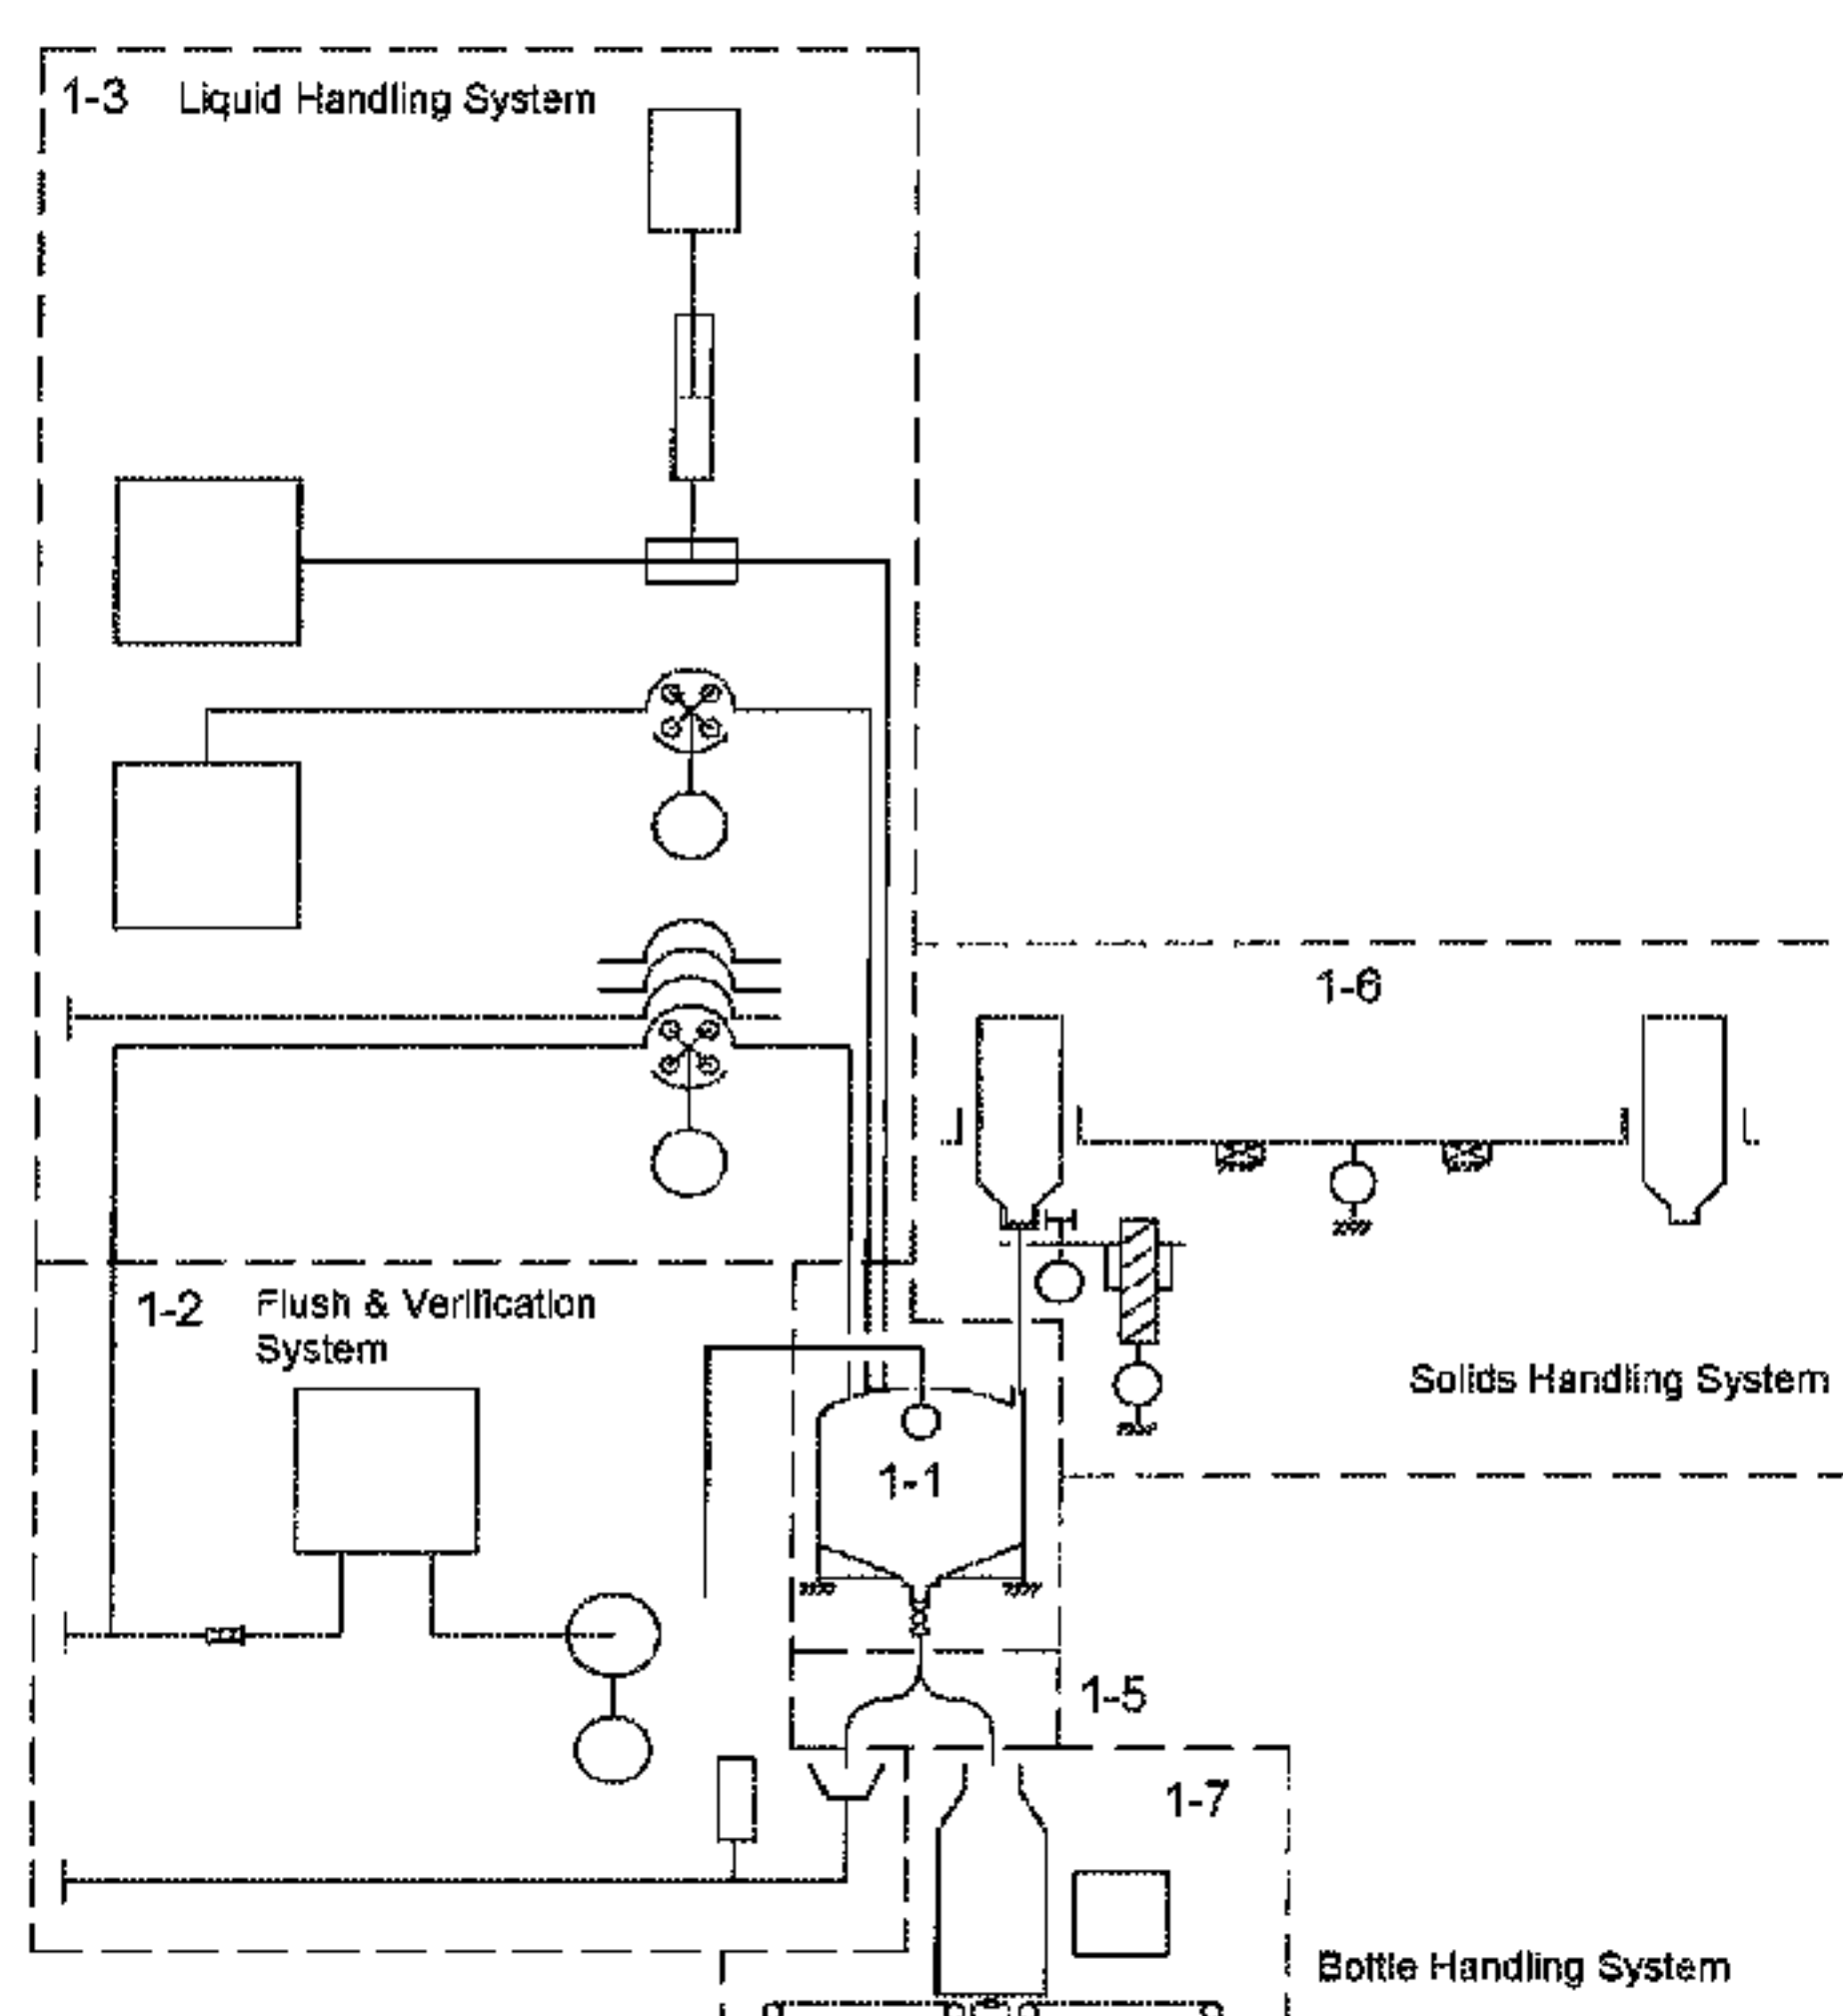 1-3 Liquid Handling System
1-6
1-2 Flush & Verification
System
Solids Handling System
1-1
1-5
1-7
Bottle Handling System